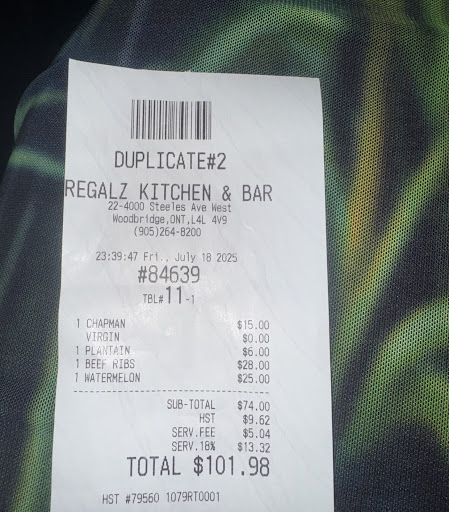 DUPLICATE#2
REGALZ KITCHEN & BAR
22-4000 Steeles Ave West
Woodbridge,ONT,L4L 4V9
(905)264-8200
23:39:47 Fri., July 18 2025
#84639
TBL# 11-1
1 CHAPMAN $15.00
VIRGIN $0.00
1 PLANTAIN $6.00
1 BEEF RIBS $28.00
1 WATERMELON $25.00
SUB-TOTAL $74.00
HST $9.62
SERV.FEE $5.04
SERV.18% $13.32
TOTAL $101.98
HST #79560 1079RT0001